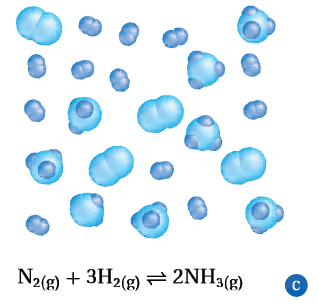 N₂(g) + 3H₂(g) ⇌ 2NH₃(g)
C